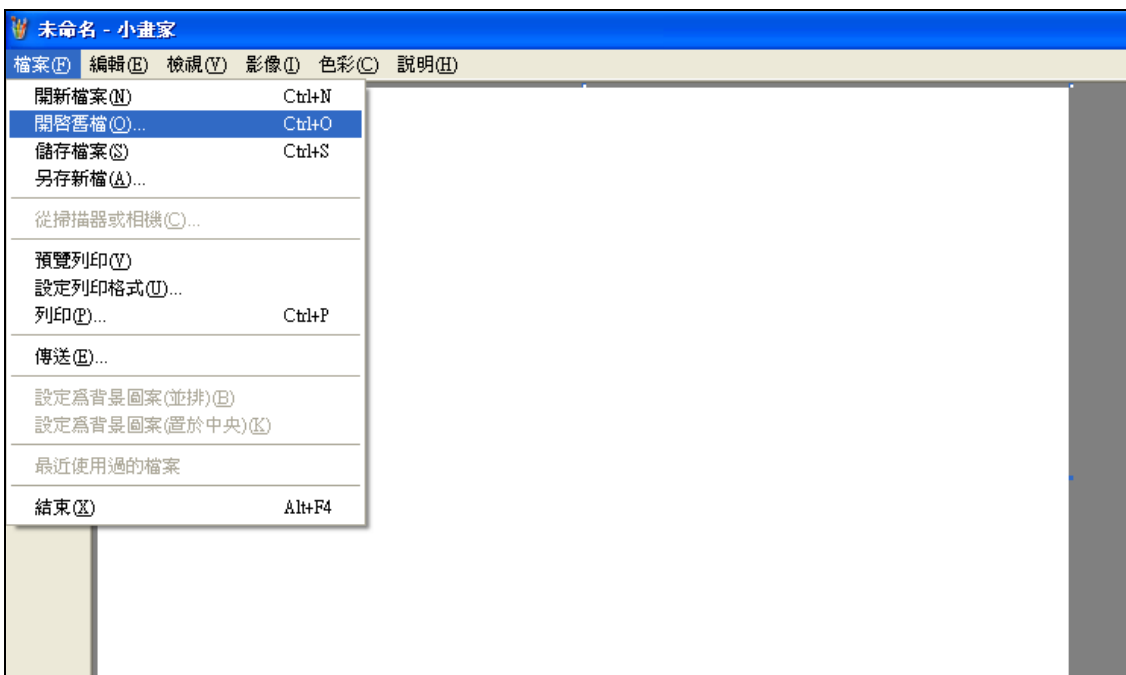 未命名 - 小畫家
檔案(F) 編輯(E) 檢視(V) 影像(I) 色彩(C) 說明(H)
開新檔案(N) Ctrl+N
開啓舊檔(O)... Ctrl+O
儲存檔案(S) Ctrl+S
另存新檔(A)...
從掃描器或相機(C)...
預覽列印(V)
設定列印格式(U)...
列印(P)... Ctrl+P
傳送(E)...
設定爲背景圖案(並排)(B)
設定爲背景圖案(置於中央)(K)
最近使用過的檔案
結束(X) Alt+F4